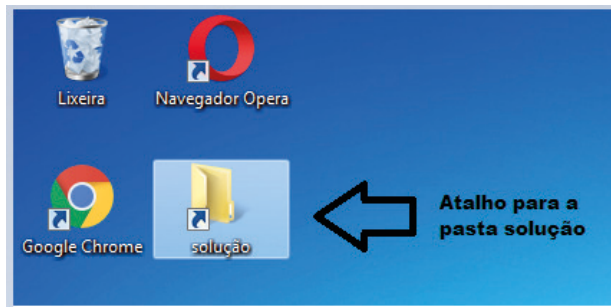 Lixeira
Navegador Opera
Google Chrome
solução
Atalho para a
pasta solução